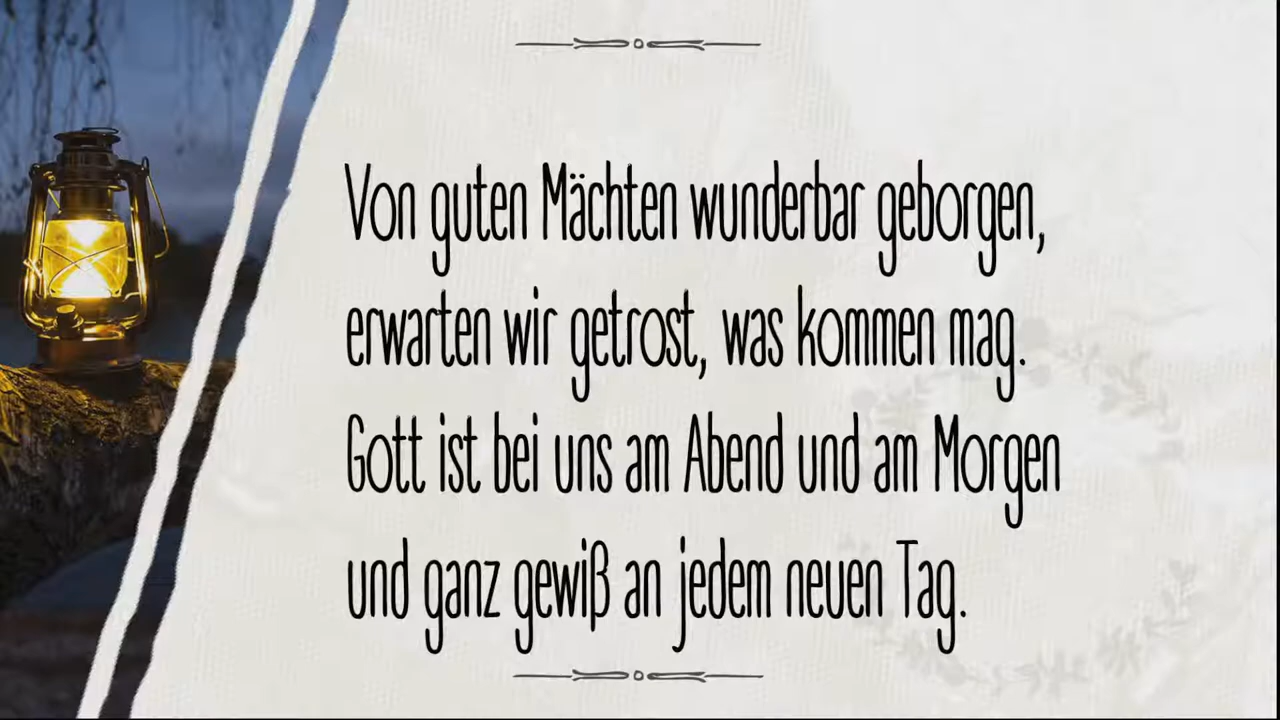 Von guten Mächten wunderbar geborgen,
erwarten wir getrost, was kommen mag.
Gott ist bei uns am Abend und am Morgen
und ganz gewiß an jedem neuen Tag.